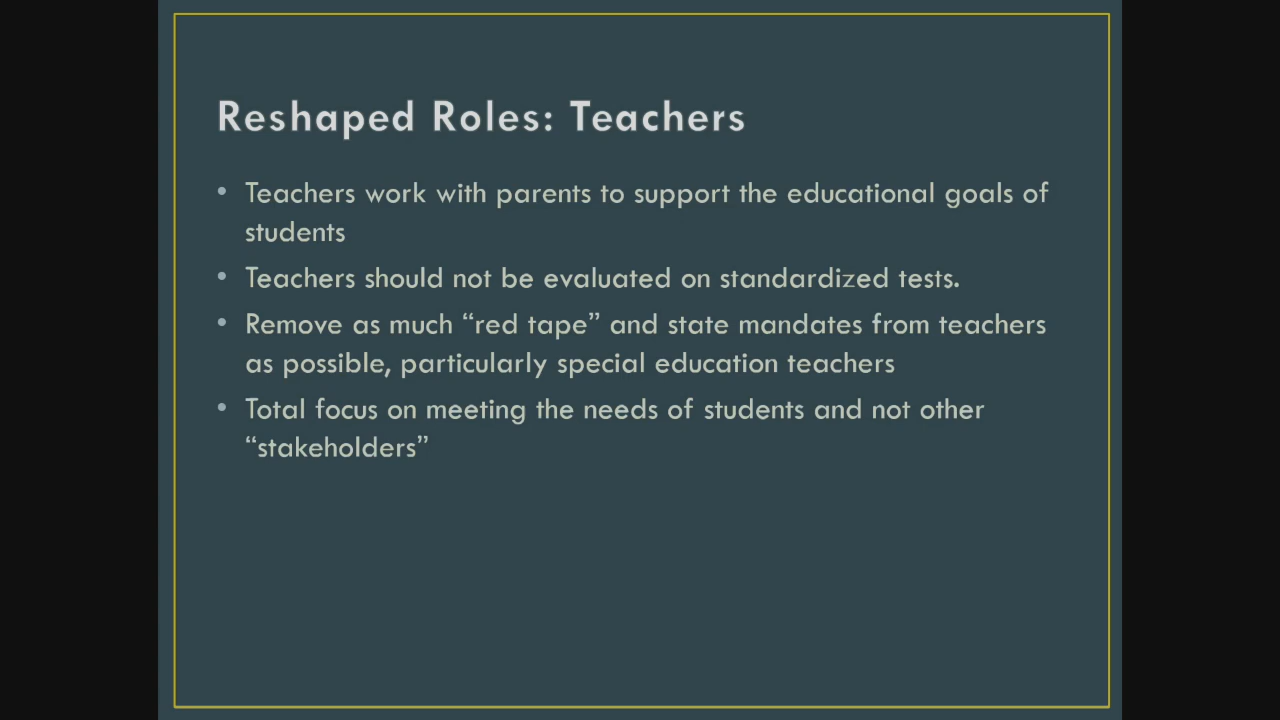 Reshaped Roles: Teachers
• Teachers work with parents to support the educational goals of
students
• Teachers should not be evaluated on standardized tests.
• Remove as much “red tape” and state mandates from teachers
as possible, particularly special education teachers
• Total focus on meeting the needs of students and not other
“stakeholders”